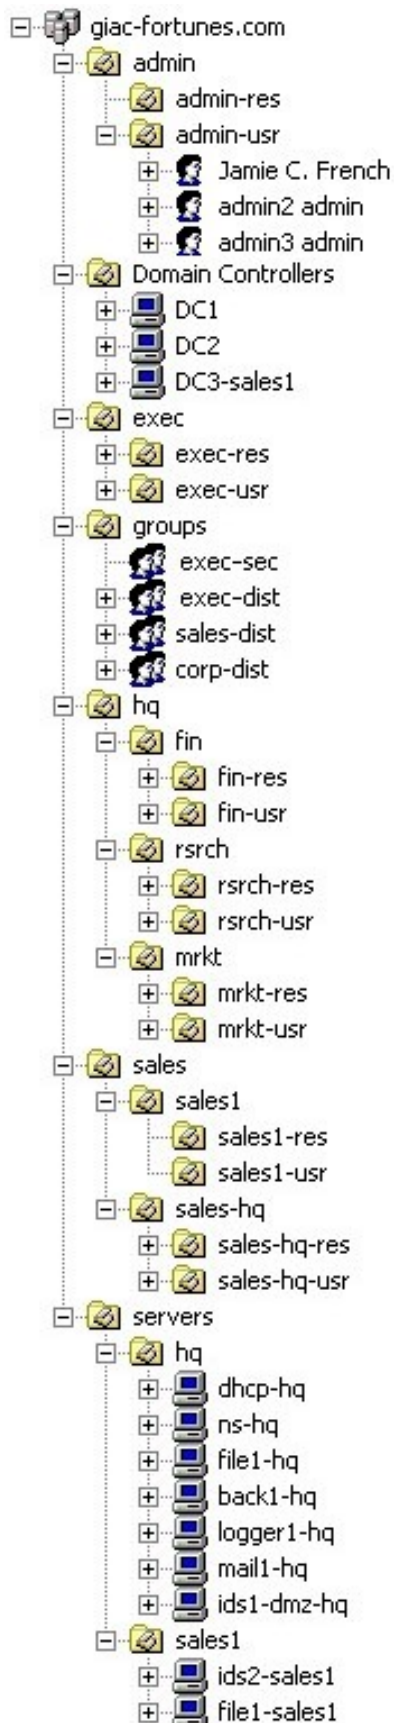 giac-fortunes.com
admin
admin-res
admin-usr
Jamie C. French
admin2 admin
admin3 admin
Domain Controllers
DC1
DC2
DC3-sales1
exec
exec-res
exec-usr
groups
exec-sec
exec-dist
sales-dist
corp-dist
hq
fin
fin-res
fin-usr
rsrch
rsrch-res
rsrch-usr
mrkt
mrkt-res
mrkt-usr
sales
sales1
sales1-res
sales1-usr
sales-hq
sales-hq-res
sales-hq-usr
servers
hq
dhcp-hq
ns-hq
file1-hq
back1-hq
logger1-hq
mail1-hq
ids1-dmz-hq
sales1
ids2-sales1
file1-sales1